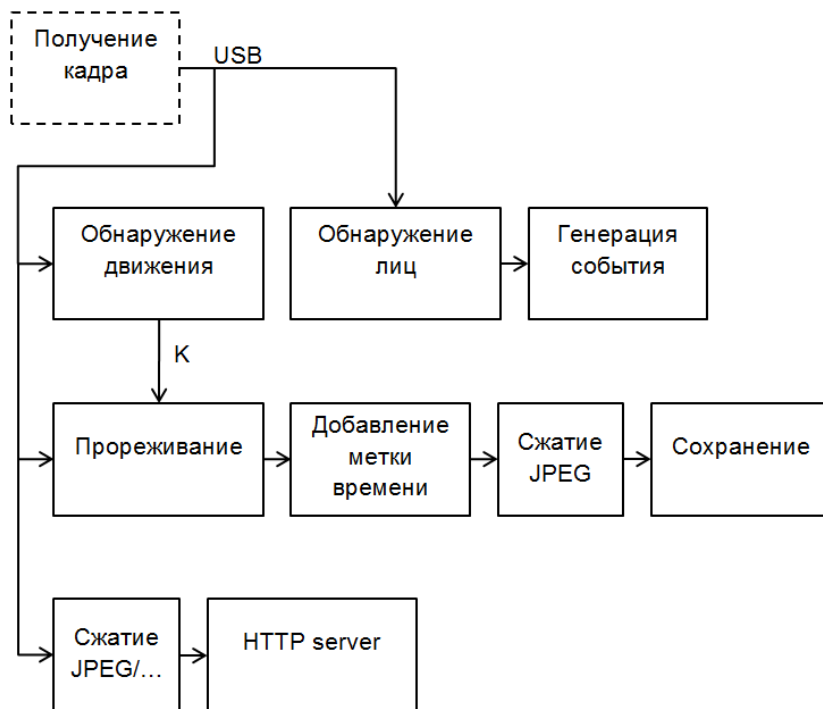 Получение
кадра
USB
Обнаружение
движения
Обнаружение
лиц
Генерация
события
K
Прореживание
Добавление
метки
времени
Сжатие
JPEG
Сохранение
Сжатие
JPEG/…
HTTP server